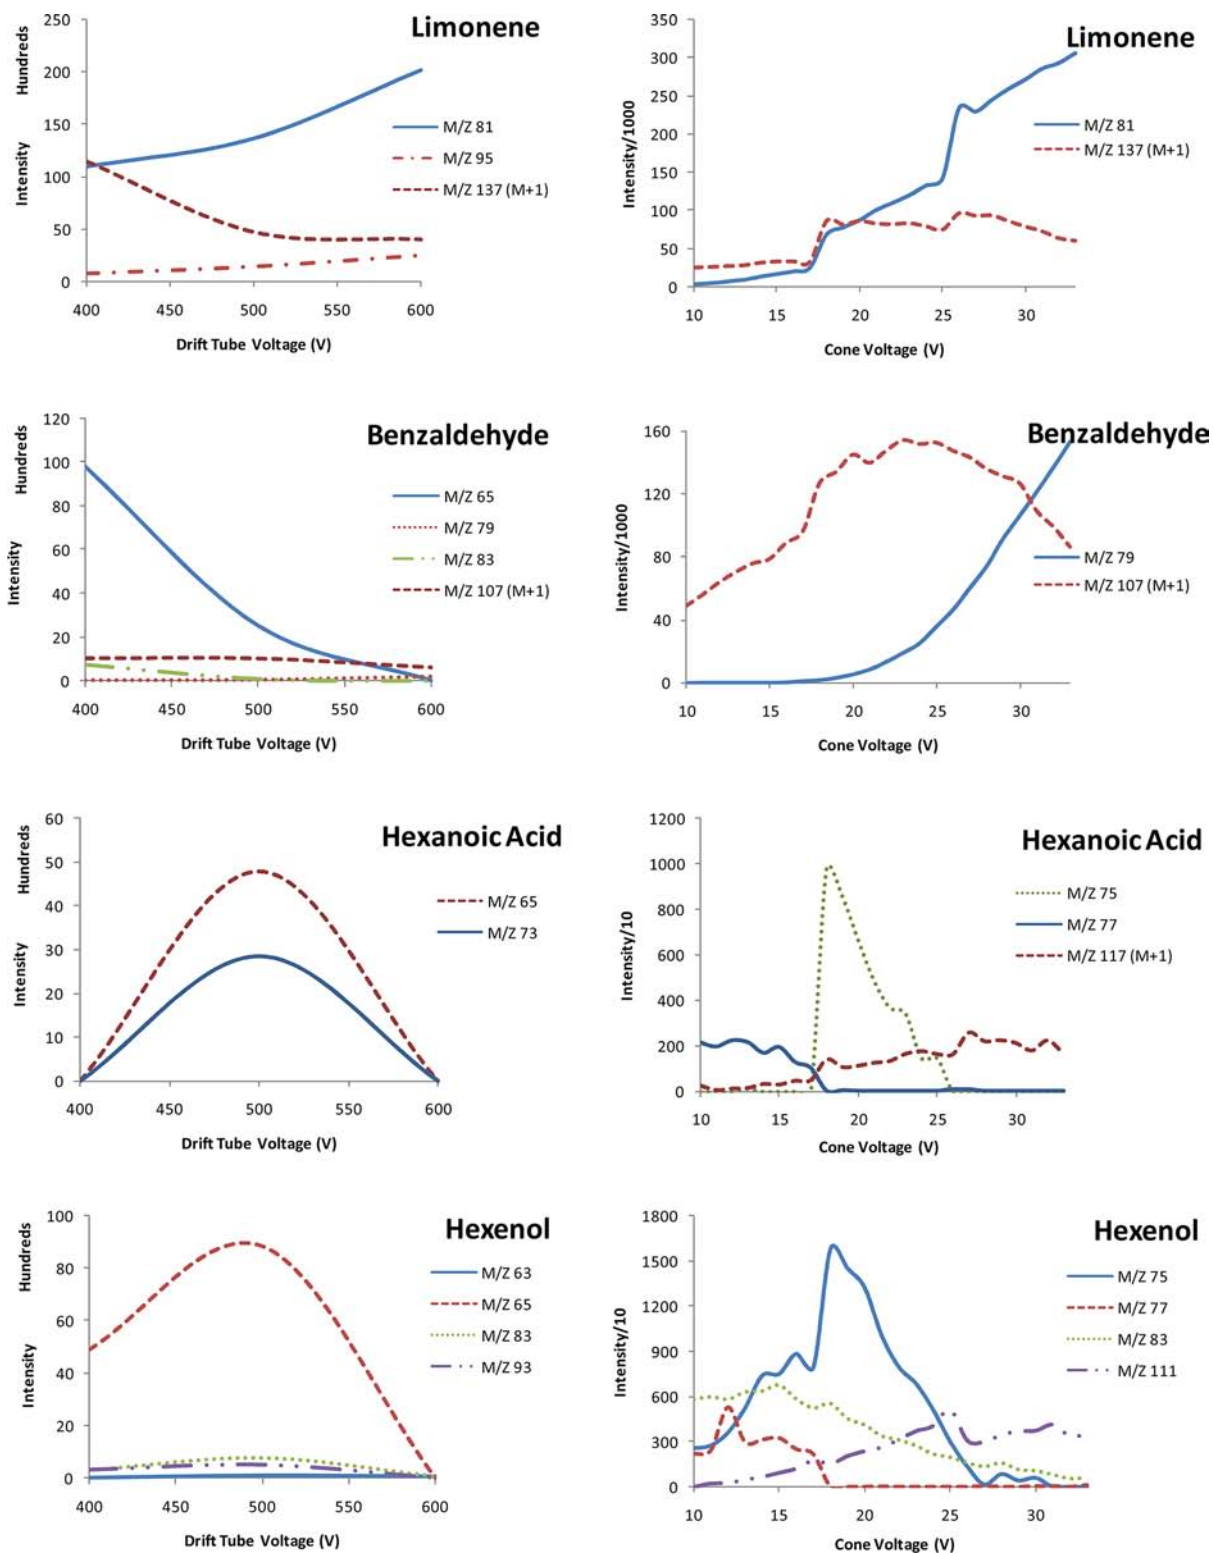 Limonene
Hundreds
Intensity
250
200
150
100
50
0
400 450 500 550 600
Drift Tube Voltage (V)
M/Z 81
M/Z 95
M/Z 137 (M+1)
Limonene
Intensity/1000
350
300
250
200
150
100
50
0
10 15 20 25 30
Cone Voltage (V)
M/Z 81
M/Z 137 (M+1)
Benzaldehyde
Hundreds
Intensity
120
100
80
60
40
20
0
400 450 500 550 600
Drift Tube Voltage (V)
M/Z 65
M/Z 79
M/Z 83
M/Z 107 (M+1)
Benzaldehyde
Intensity/1000
160
120
80
40
0
10 15 20 25 30
Cone Voltage (V)
M/Z 79
M/Z 107 (M+1)
Hexanoic Acid
Hundreds
Intensity
60
50
40
30
20
10
0
400 450 500 550 600
Drift Tube Voltage (V)
M/Z 65
M/Z 73
Hexanoic Acid
Intensity/10
1200
1000
800
600
400
200
0
10 15 20 25 30
Cone Voltage (V)
M/Z 75
M/Z 77
M/Z 117 (M+1)
Hexenol
Hundreds
Intensity
100
80
60
40
20
0
400 450 500 550 600
Drift Tube Voltage (V)
M/Z 63
M/Z 65
M/Z 83
M/Z 93
Hexenol
Intensity/10
1800
1500
1200
900
600
300
0
10 15 20 25 30
Cone Voltage (V)
M/Z 75
M/Z 77
M/Z 83
M/Z 111